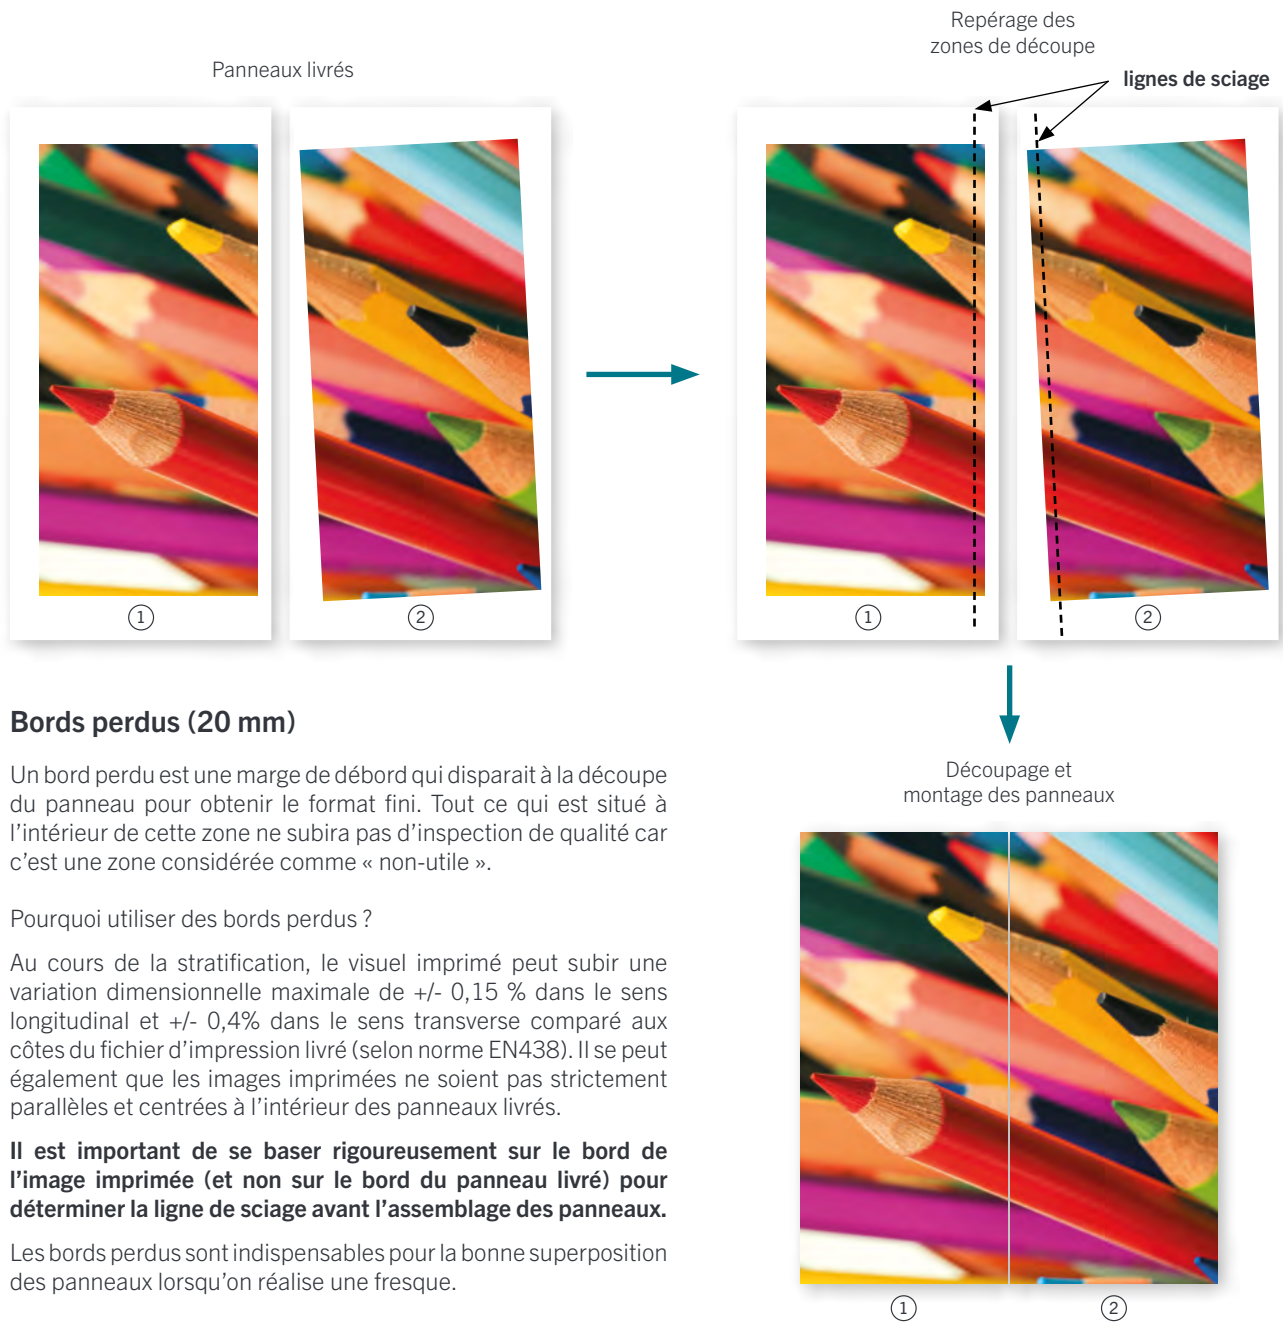 Panneaux livrés
Repérage des
zones de découpe
lignes de sciage
1
2
1
2
Bords perdus (20 mm)
Un bord perdu est une marge de débord qui disparait à la découpe
du panneau pour obtenir le format fini. Tout ce qui est situé à
l’intérieur de cette zone ne subira pas d’inspection de qualité car
c’est une zone considérée comme « non-utile ».
Pourquoi utiliser des bords perdus ?
Au cours de la stratification, le visuel imprimé peut subir une
variation dimensionnelle maximale de +/- 0,15 % dans le sens
longitudinal et +/- 0,4% dans le sens transverse comparé aux
côtes du fichier d’impression livré (selon norme EN438). Il se peut
également que les images imprimées ne soient pas strictement
parallèles et centrées à l’intérieur des panneaux livrés.
Il est important de se baser rigoureusement sur le bord de
l’image imprimée (et non sur le bord du panneau livré) pour
déterminer la ligne de sciage avant l’assemblage des panneaux.
Les bords perdus sont indispensables pour la bonne superposition
des panneaux lorsqu’on réalise une fresque.
Découpage et
montage des panneaux
1
2